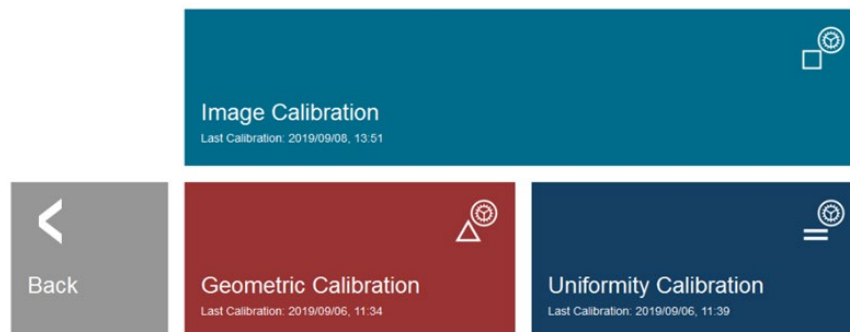 Image Calibration
Last Calibration: 2019/09/08, 13:51
Back
Geometric Calibration
Last Calibration: 2019/09/06, 11:34
Uniformity Calibration
Last Calibration: 2019/09/06, 11:39